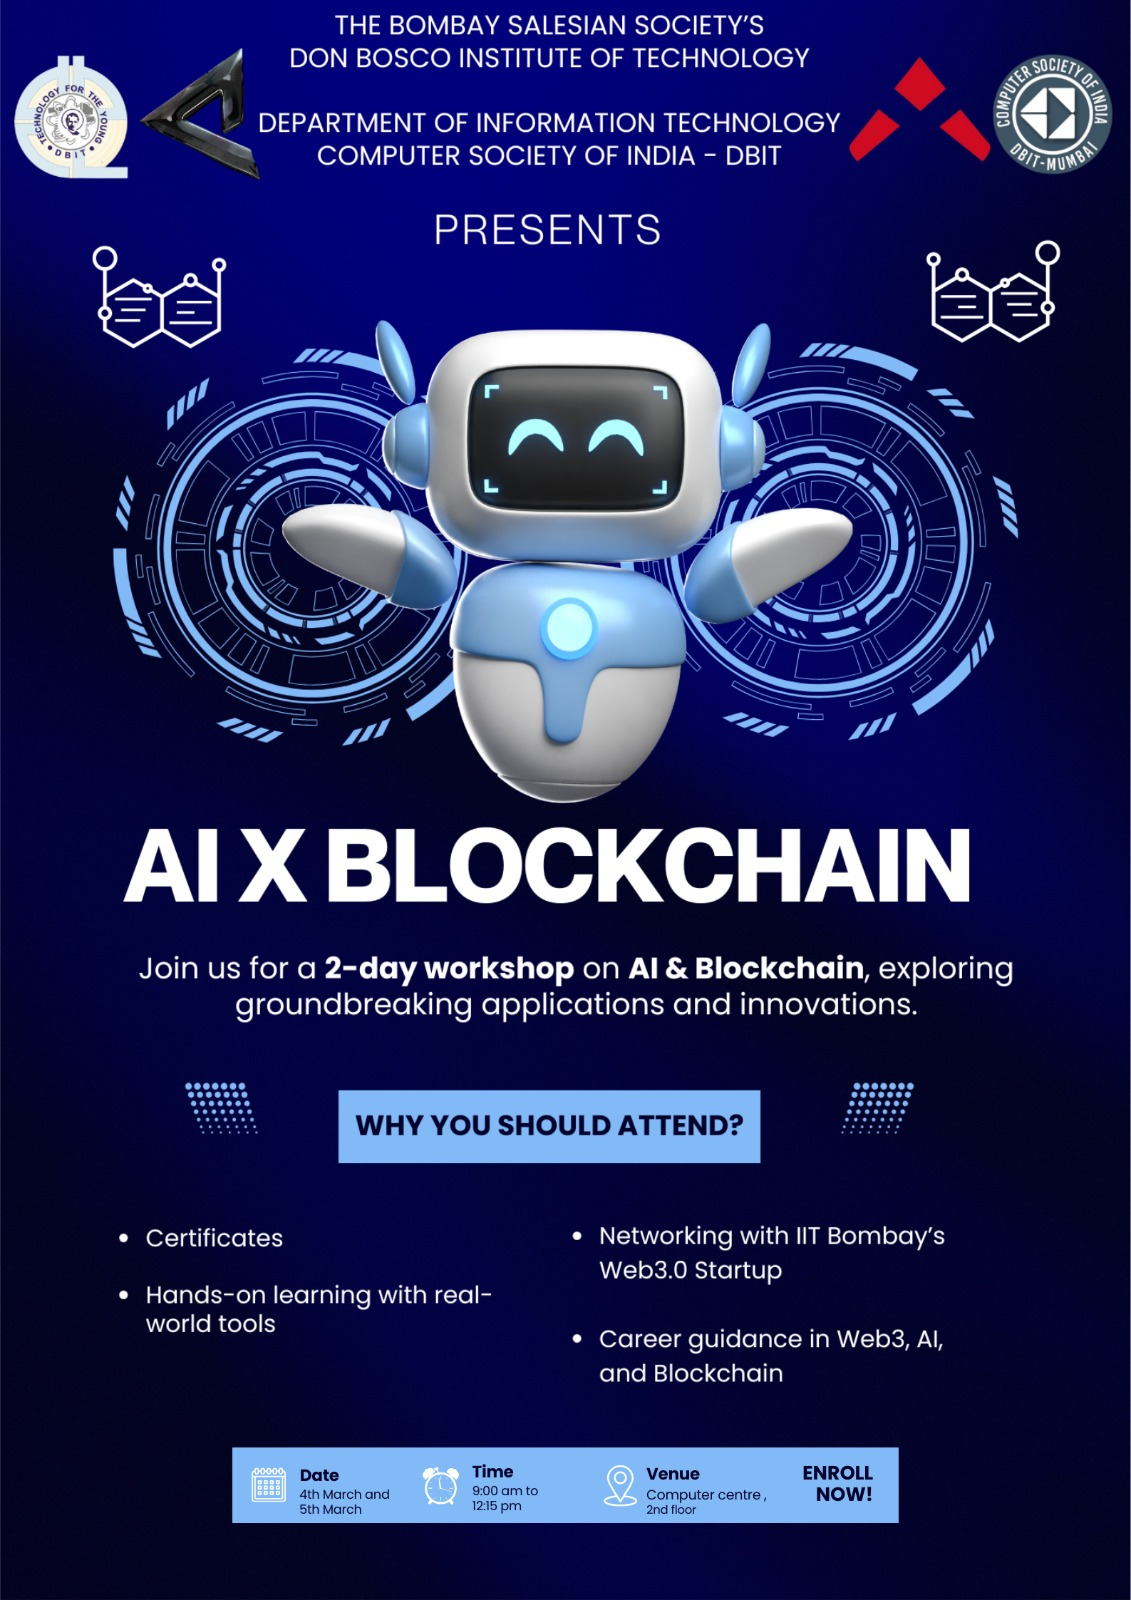 THE BOMBAY SALESIAN SOCIETY'S
DON BOSCO INSTITUTE OF TECHNOLOGY
DEPARTMENT OF INFORMATION TECHNOLOGY
COMPUTER SOCIETY OF INDIA - DBIT
TECHNOLOGY FOR THE YOUNG
• DBIT •
COMPUTER SOCIETY OF INDIA
DBIT-MUMBAI
PRESENTS
AI X BLOCKCHAIN
Join us for a 2-day workshop on AI & Blockchain, exploring
groundbreaking applications and innovations.
WHY YOU SHOULD ATTEND?
• Certificates
• Hands-on learning with real-
world tools
• Networking with IIT Bombay's
Web3.0 Startup
• Career guidance in Web3, AI,
and Blockchain
Date
4th March and
5th March
Time
9:00 am to
12:15 pm
Venue
Computer centre ,
2nd floor
ENROLL
NOW!